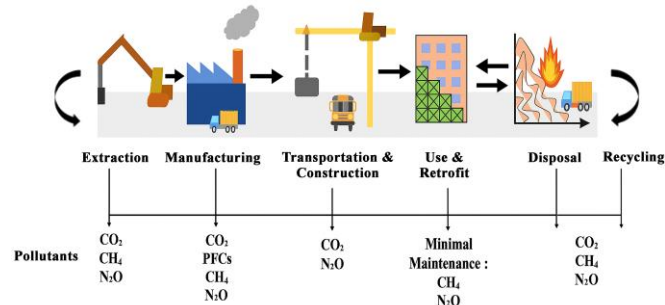 Extraction
Manufacturing
Transportation &
Construction
Use &
Retrofit
Disposal
Recycling
Pollutants
CO₂
CH₄
N₂O
CO₂
PFCs
CH₄
N₂O
CO₂
N₂O
Minimal
Maintenance :
CH₄
N₂O
CO₂
CH₄
N₂O